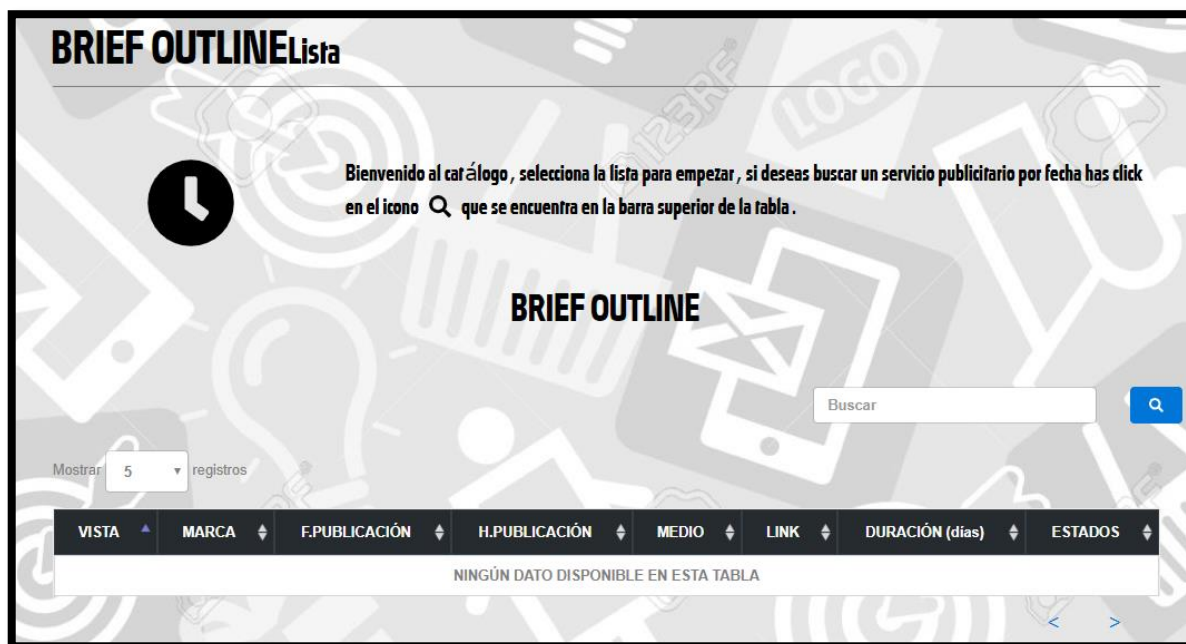 BRIEF OUTLINELista
Bienvenido al catálogo, selecciona la lista para empezar, si deseas buscar un servicio publicitario por fecha has click
en el icono que se encuentra en la barra superior de la tabla.
BRIEF OUTLINE
Buscar
Mostrar 5 registros
VISTA MARCA F.PUBLICACIÓN H.PUBLICACIÓN MEDIO LINK DURACIÓN (días) ESTADOS
NINGÚN DATO DISPONIBLE EN ESTA TABLA
< >
LOGO
123RF